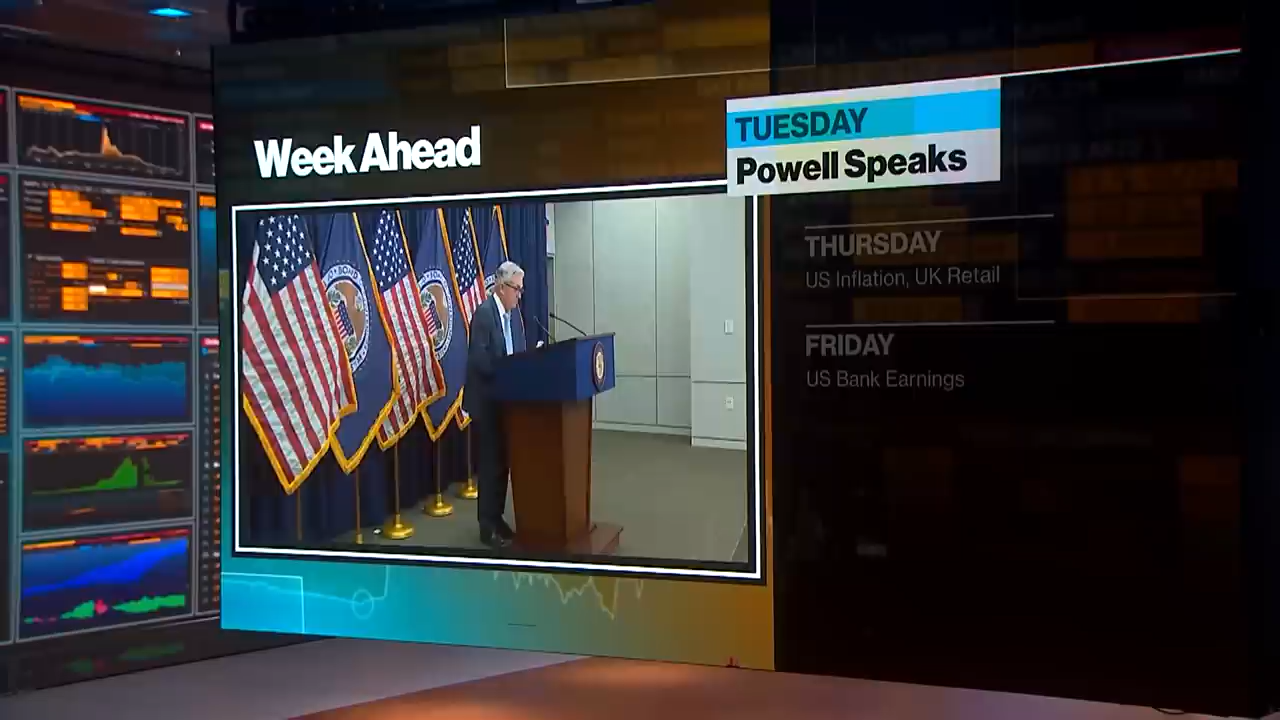 Week Ahead
TUESDAY
Powell Speaks
THURSDAY
US Inflation, UK Retail
FRIDAY
US Bank Earnings